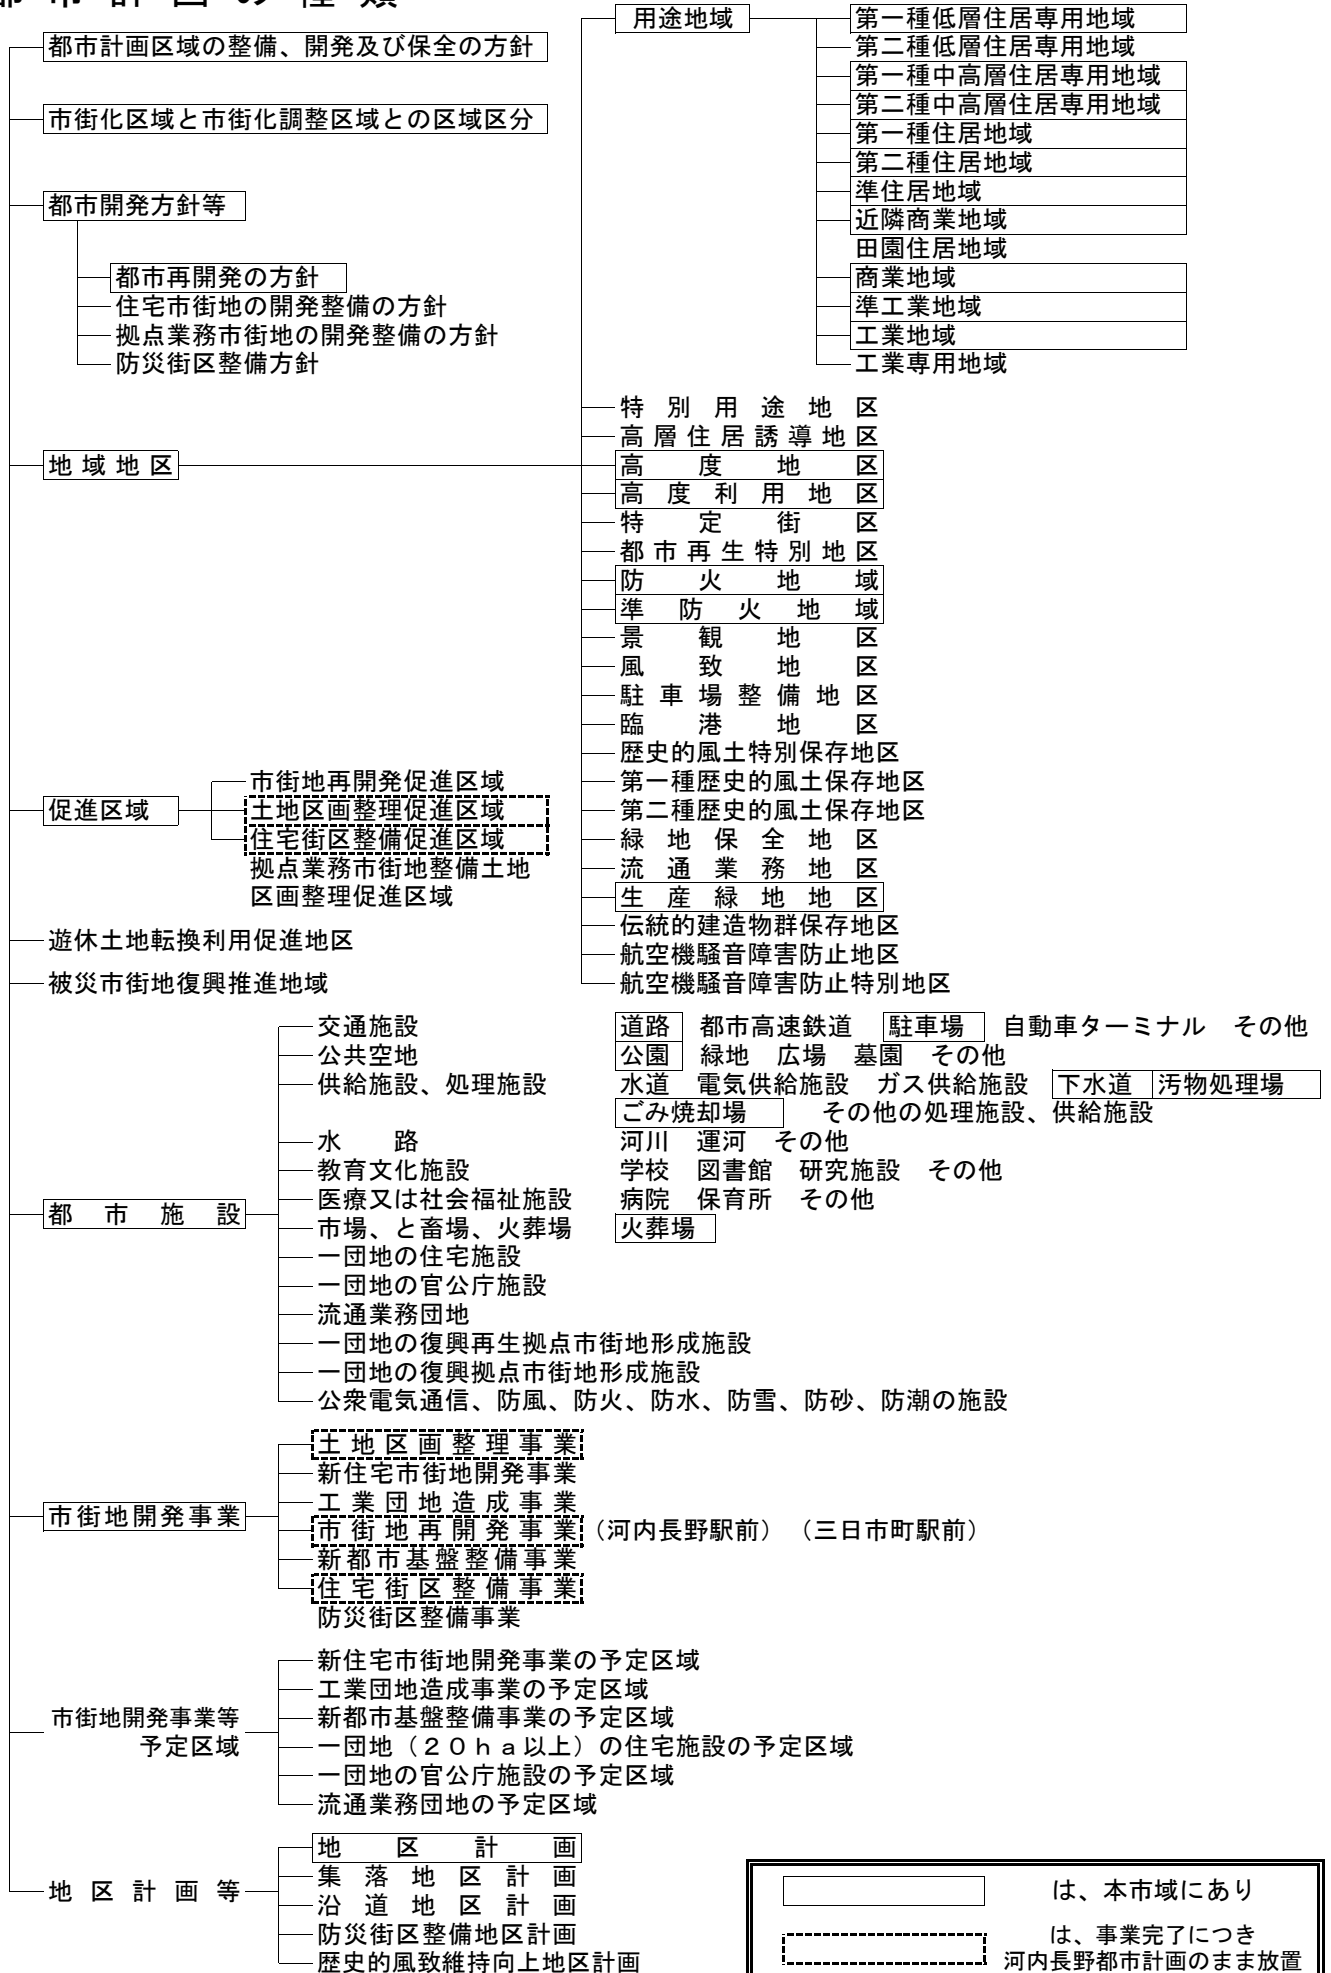 都市計画の種類
都市計画区域の整備、開発及び保全の方針
市街化区域と市街化調整区域との区域区分
都市開発方針等
都市再開発の方針
住宅市街地の開発整備の方針
拠点業務市街地の開発整備の方針
防災街区整備方針
地域地区
用途地域
第一種低層住居専用地域
第二種低層住居専用地域
第一種中高層住居専用地域
第二種中高層住居専用地域
第一種住居地域
第二種住居地域
準住居地域
近隣商業地域
田園住居地域
商業地域
準工業地域
工業地域
工業専用地域
特別用途地区
高層住居誘導地区
高度地区
高度利用地区
特定街区
都市再生特別地区
防火地域
準防火地域
景観地区
風致地区
駐車場整備地区
臨港地区
歴史的風土特別保存地区
第一種歴史的風土保存地区
第二種歴史的風土保存地区
緑地保全地区
流通業務地区
生産緑地地区
伝統的建造物群保存地区
航空機騒音障害防止地区
航空機騒音障害防止特別地区
促進区域
市街地再開発促進区域
土地区画整理促進区域
住宅街区整備促進区域
拠点業務市街地整備土地
区画整理促進区域
遊休土地転換利用促進地区
被災市街地復興推進地域
都市施設
交通施設 道路 都市高速鉄道 駐車場 自動車ターミナル その他
公共空地 公園 緑地 広場 墓園 その他
供給施設、処理施設 水道 電気供給施設 ガス供給施設 下水道 汚物処理場
ごみ焼却場 その他の処理施設、供給施設
水路 河川 運河 その他
教育文化施設 学校 図書館 研究施設 その他
医療又は社会福祉施設 病院 保育所 その他
市場、と畜場、火葬場 火葬場
一団地の住宅施設
一団地の官公庁施設
流通業務団地
一団地の復興再生拠点市街地形成施設
一団地の復興拠点市街地形成施設
公衆電気通信、防風、防火、防水、防雪、防砂、防潮の施設
市街地開発事業
土地区画整理事業
新住宅市街地開発事業
工業団地造成事業
市街地再開発事業（河内長野駅前）（三日市町駅前）
新都市基盤整備事業
住宅街区整備事業
防災街区整備事業
市街地開発事業等
予定区域
新住宅市街地開発事業の予定区域
工業団地造成事業の予定区域
新都市基盤整備事業の予定区域
一団地（２０ｈａ以上）の住宅施設の予定区域
一団地の官公庁施設の予定区域
流通業務団地の予定区域
地区計画等
地区計画
集落地区計画
沿道地区計画
防災街区整備地区計画
歴史的風致維持向上地区計画
は、本市域にあり
は、事業完了につき
河内長野都市計画のまま放置